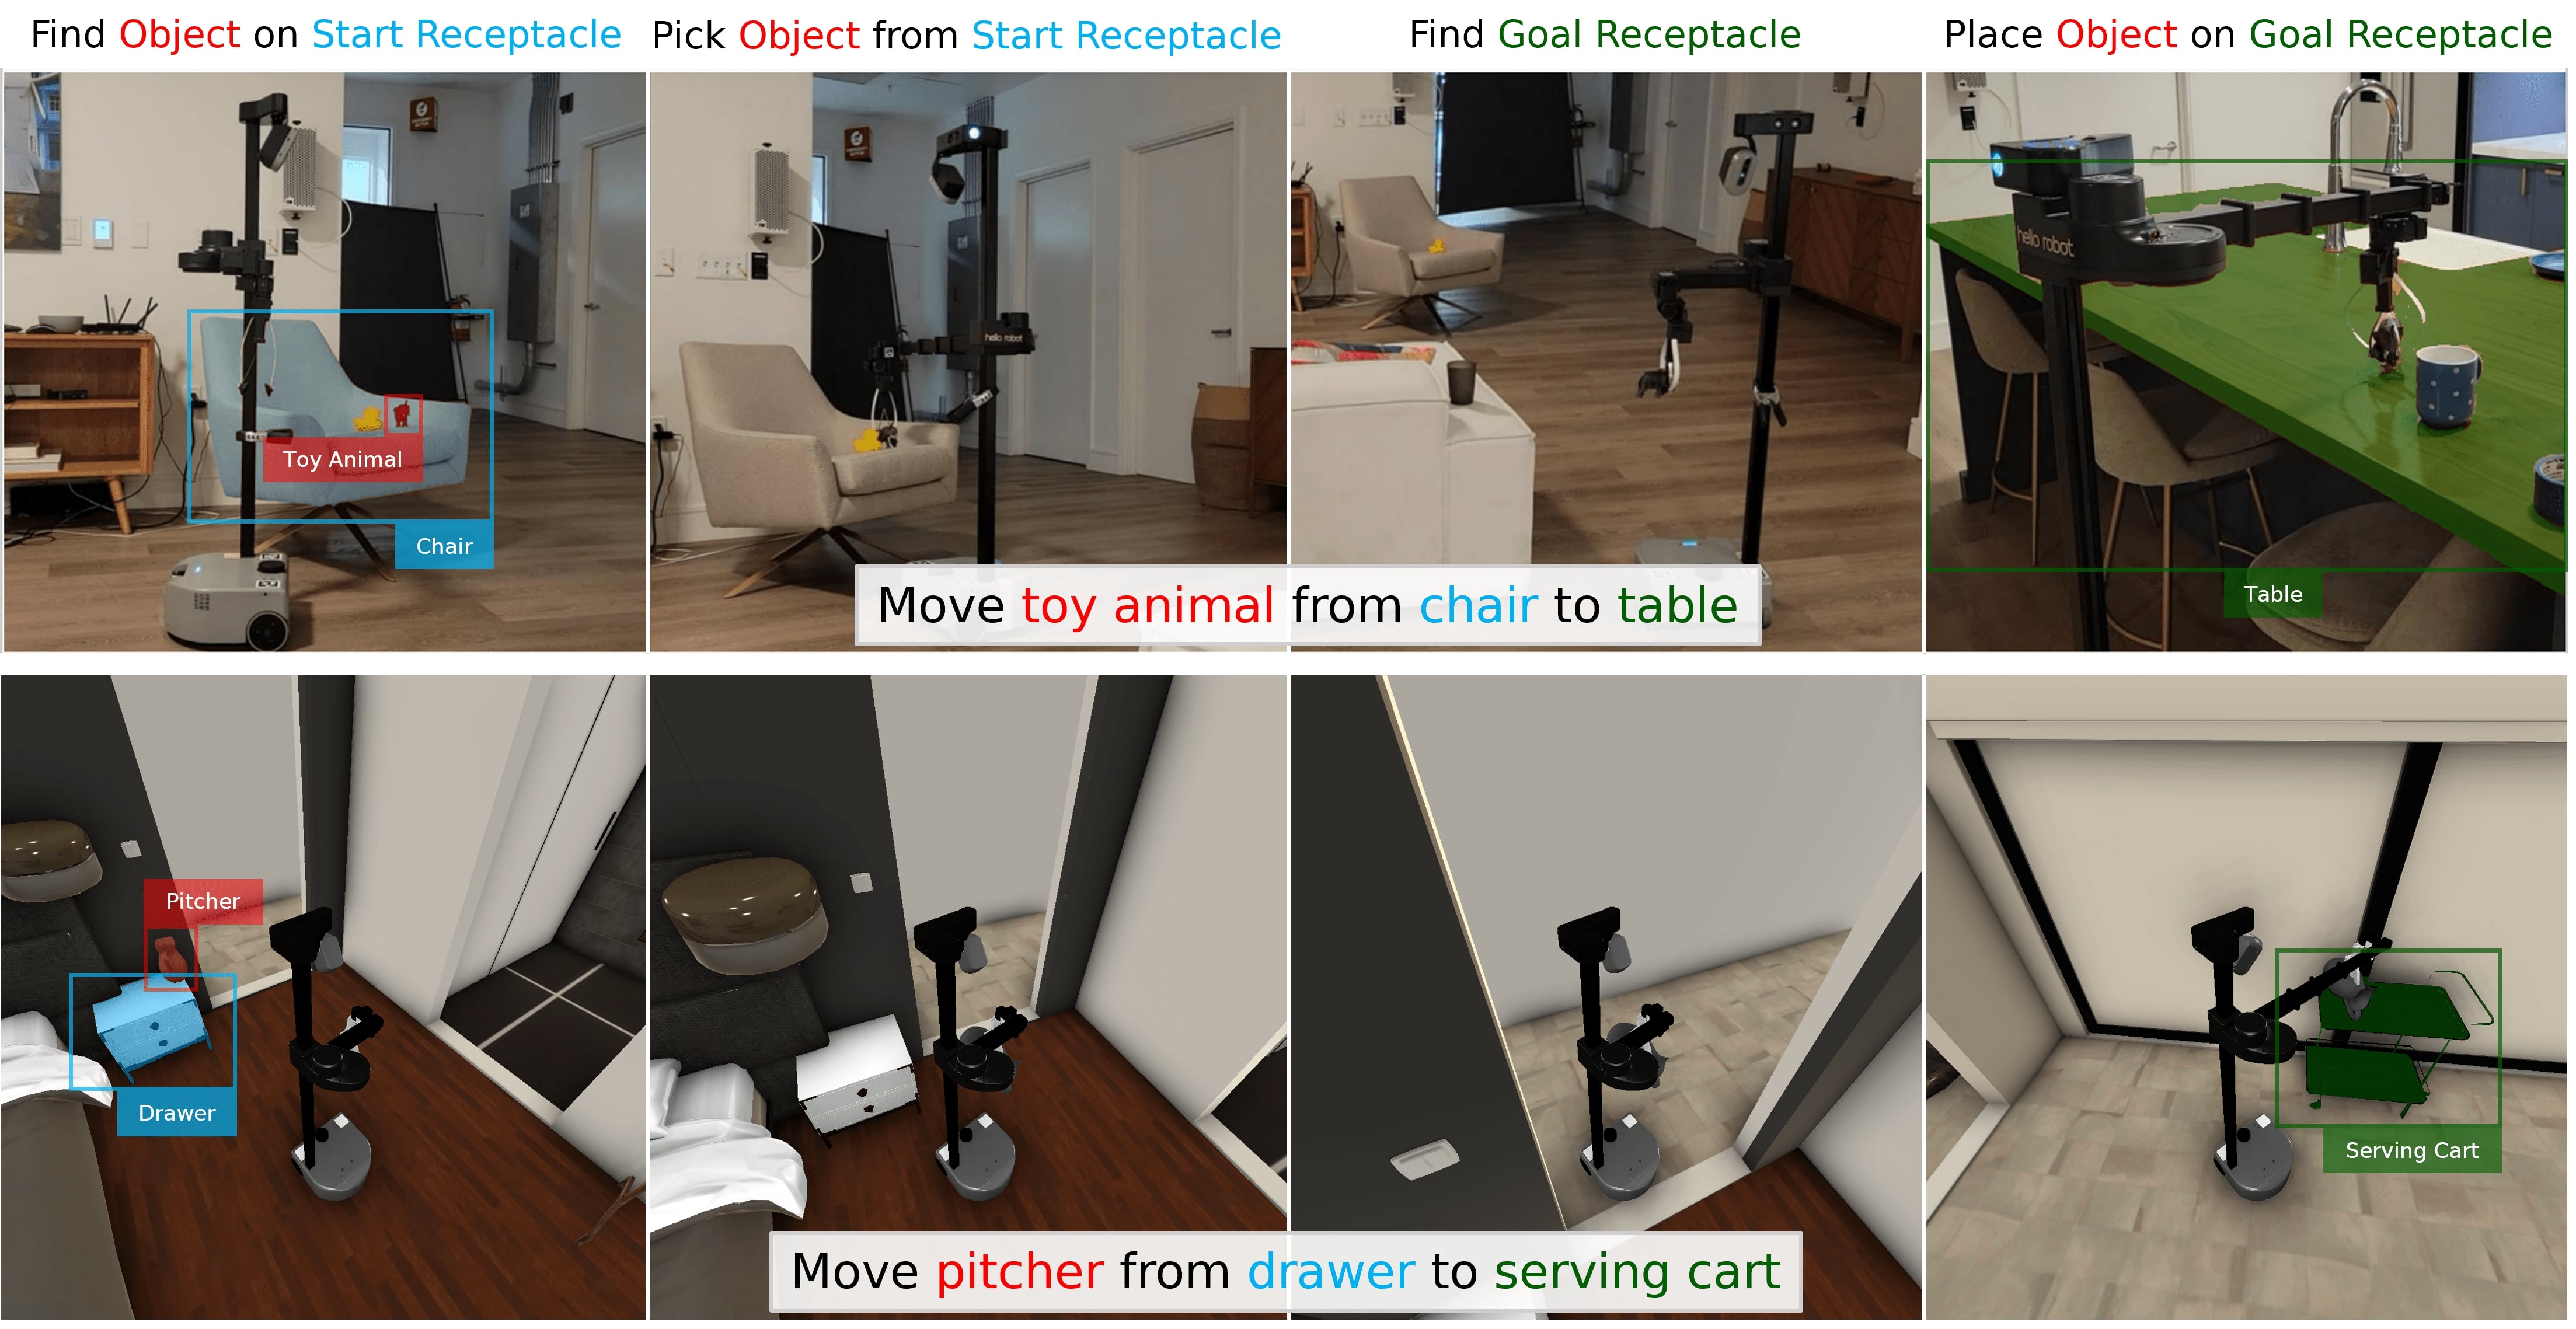 Find Object on Start Receptacle
Pick Object from Start Receptacle
Find Goal Receptacle
Place Object on Goal Receptacle
hello robot
hello robot
Toy Animal
Chair
Table
Move toy animal from chair to table
Pitcher
Drawer
Serving Cart
Move pitcher from drawer to serving cart